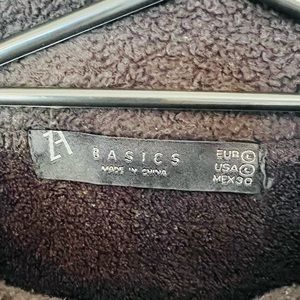 ZA
BASICS
MADE IN CHINA
EUR L
USA L
MEX 30